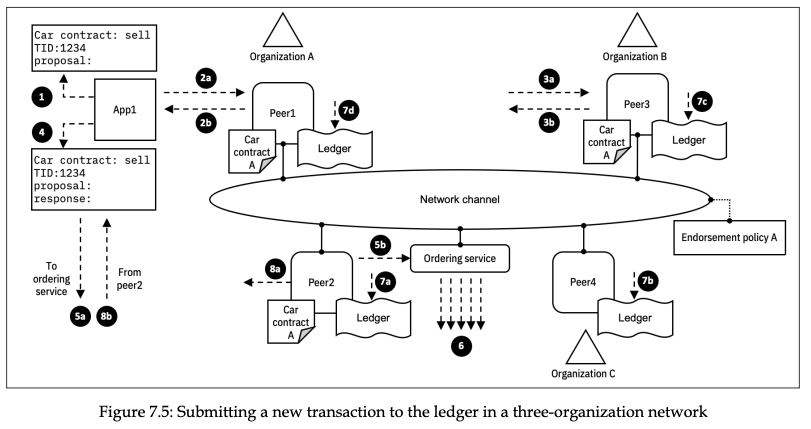 Car contract: sell
TID:1234
proposal:
1
4
App1
Car contract: sell
TID:1234
proposal:
response:
To
ordering
service
From
peer2
5a
8b
Organization A
2a
2b
Peer1
7d
Car
contract
A
Ledger
Organization B
3a
3b
Peer3
7c
Car
contract
A
Ledger
Network channel
Endorsement policy A
8a
Peer2
7a
Car
contract
A
Ledger
5b
Ordering service
6
Peer4
7b
Ledger
Organization C
Figure 7.5: Submitting a new transaction to the ledger in a three-organization network